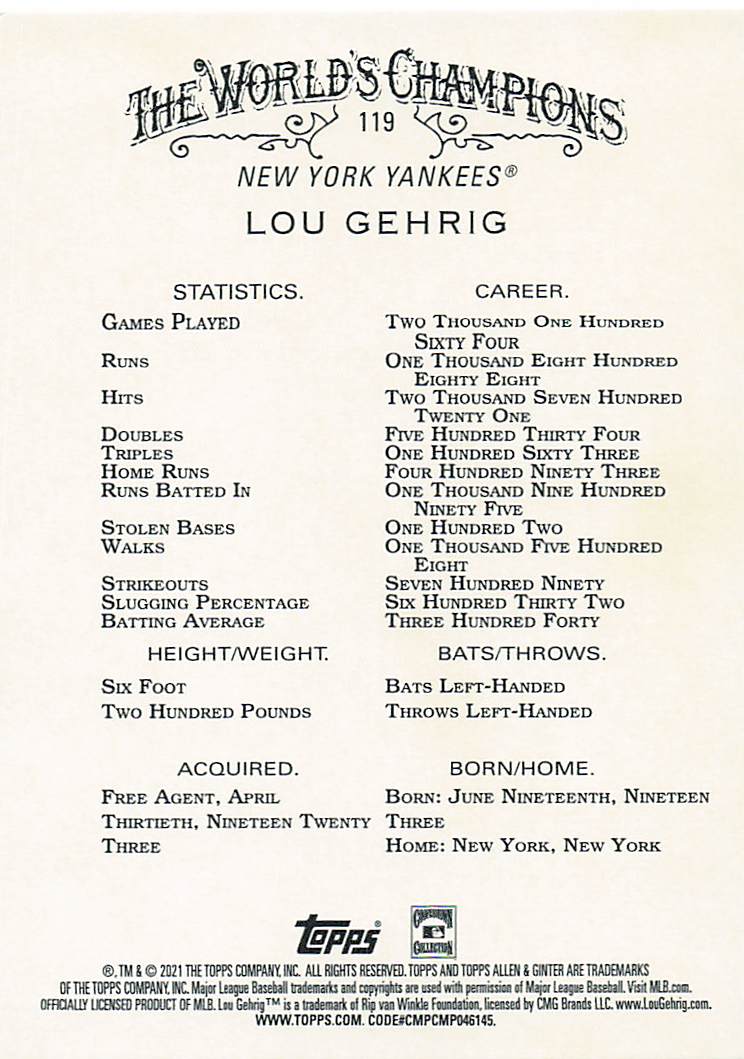 THE WORLD'S CHAMPIONS
119
NEW YORK YANKEES®
LOU GEHRIG
STATISTICS. CAREER.
GAMES PLAYED TWO THOUSAND ONE HUNDRED
SIXTY FOUR
RUNS ONE THOUSAND EIGHT HUNDRED
EIGHTY EIGHT
HITS TWO THOUSAND SEVEN HUNDRED
TWENTY ONE
DOUBLES FIVE HUNDRED THIRTY FOUR
TRIPLES ONE HUNDRED SIXTY THREE
HOME RUNS FOUR HUNDRED NINETY THREE
RUNS BATTED IN ONE THOUSAND NINE HUNDRED
NINETY FIVE
STOLEN BASES ONE HUNDRED TWO
WALKS ONE THOUSAND FIVE HUNDRED
EIGHT
STRIKEOUTS SEVEN HUNDRED NINETY
SLUGGING PERCENTAGE SIX HUNDRED THIRTY TWO
BATTING AVERAGE THREE HUNDRED FORTY
HEIGHT/WEIGHT. BATS/THROWS.
SIX FOOT BATS LEFT-HANDED
TWO HUNDRED POUNDS THROWS LEFT-HANDED
ACQUIRED. BORN/HOME.
FREE AGENT, APRIL BORN: JUNE NINETEENTH, NINETEEN
THIRTIETH, NINETEEN TWENTY THREE
THREE HOME: NEW YORK, NEW YORK
Topps® COOPERSTOWN
COLLECTION
®, TM & © 2021 THE TOPPS COMPANY, INC. ALL RIGHTS RESERVED. TOPPS AND TOPPS ALLEN & GINTER ARE TRADEMARKS
OF THE TOPPS COMPANY, INC. Major League Baseball trademarks and copyrights are used with permission of Major League Baseball. Visit MLB.com.
OFFICIALLY LICENSED PRODUCT OF MLB. Lou Gehrig™ is a trademark of Rip van Winkle Foundation, licensed by CMG Brands LLC. www.LouGehrig.com.
WWW.TOPPS.COM. CODE#CMPCMP046145.